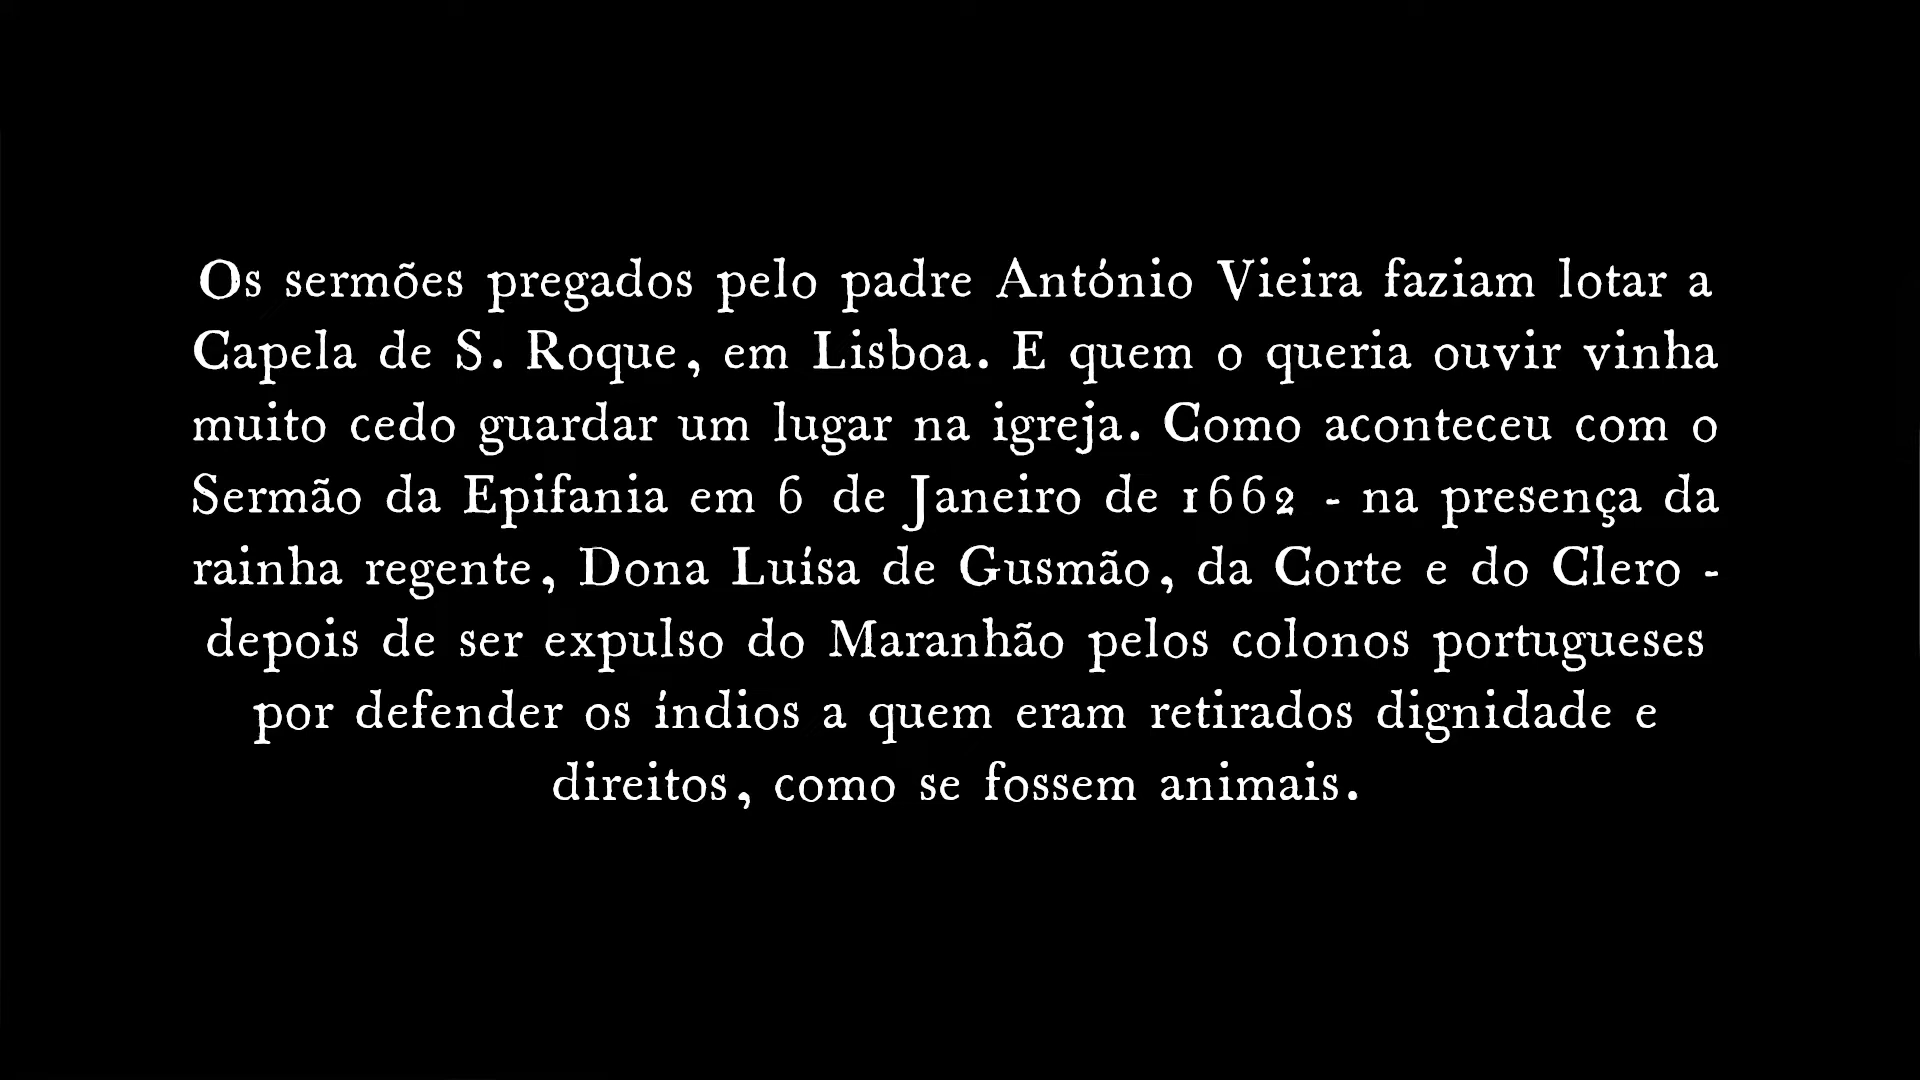 Os sermões pregados pelo padre António Vieira faziam lotar a
Capela de S. Roque, em Lisboa. E quem o queria ouvir vinha
muito cedo guardar um lugar na igreja. Como aconteceu com o
Sermão da Epifania em 6 de Janeiro de 1662 - na presença da
rainha regente, Dona Luísa de Gusmão, da Corte e do Clero -
depois de ser expulso do Maranhão pelos colonos portugueses
por defender os índios a quem eram retirados dignidade e
direitos, como se fossem animais.